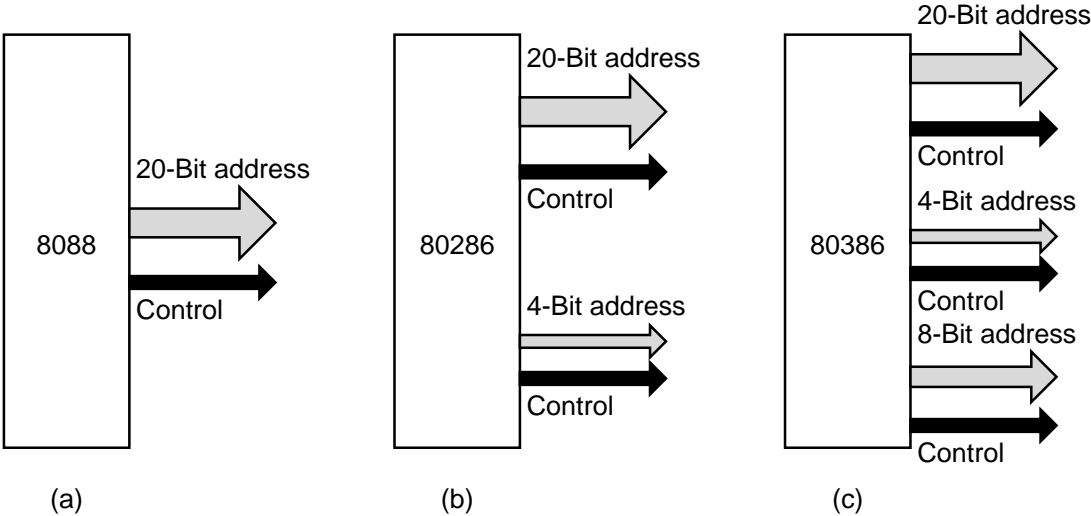 8088
20-Bit address
Control
(a)
80286
20-Bit address
Control
4-Bit address
Control
(b)
80386
20-Bit address
Control
4-Bit address
Control
8-Bit address
Control
(c)